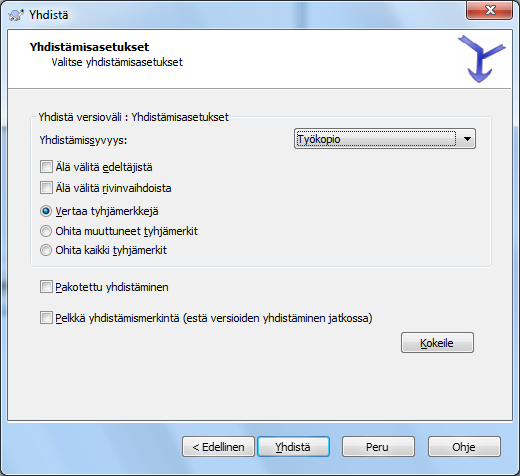 Yhdistä
Yhdistämisasetukset
Valitse yhdistämisasetukset
Yhdistä versioväli : Yhdistämisasetukset
Yhdistämissyvyys:
Työkopio
Älä välitä edeltäjistä
Älä välitä rivinvaihdoista
Vertaa tyhjämerkkejä
Ohita muuttuneet tyhjämerkit
Ohita kaikki tyhjämerkit
Pakotettu yhdistäminen
Pelkkä yhdistämismerkintä (estä versioiden yhdistäminen jatkossa)
Kokeile
< Edellinen
Yhdistä
Peru
Ohje